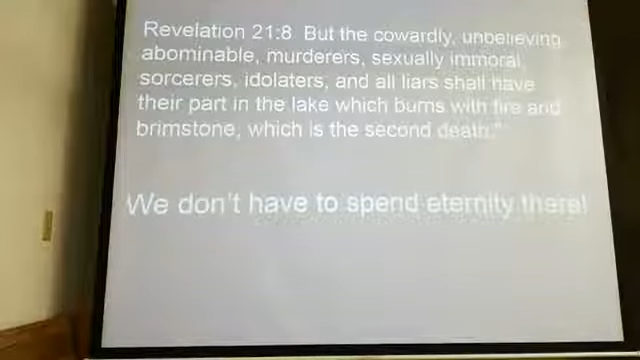 Revelation 21:8 But the cowardly, unbelieving
abominable, murderers, sexually immoral,
sorcerers, idolaters, and all liars shall have
their part in the lake which burns with fire and
brimstone, which is the second death."
We don't have to spend eternity there!